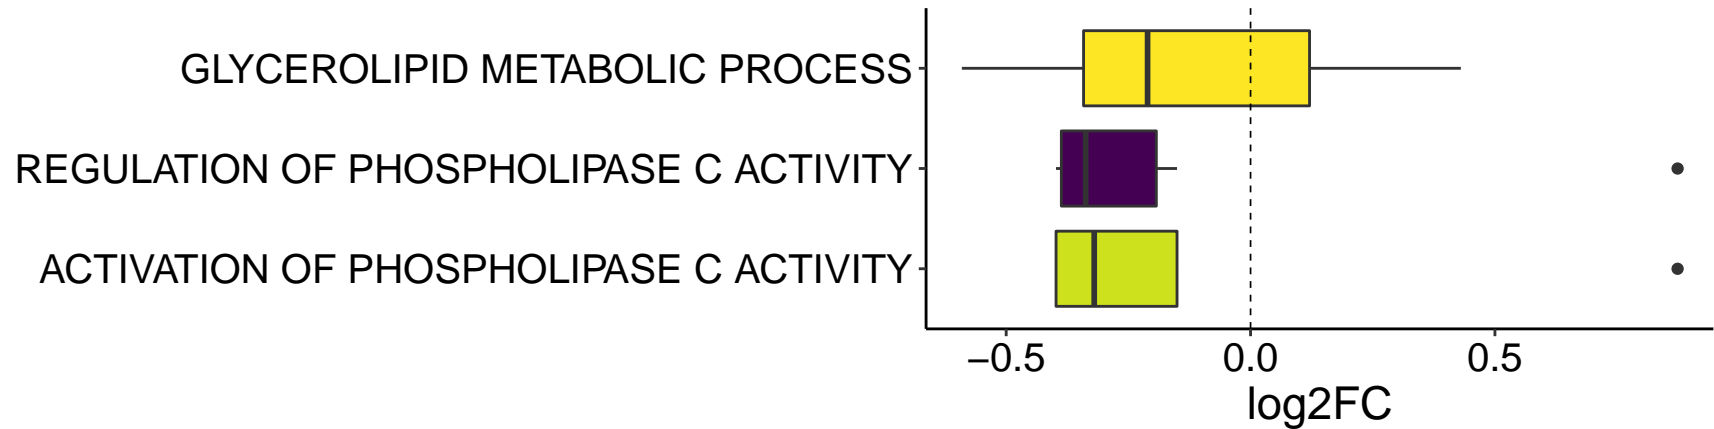 GLYCEROLIPID METABOLIC PROCESS
REGULATION OF PHOSPHOLIPASE C ACTIVITY
ACTIVATION OF PHOSPHOLIPASE C ACTIVITY
−0.5 0.0 0.5
log2FC